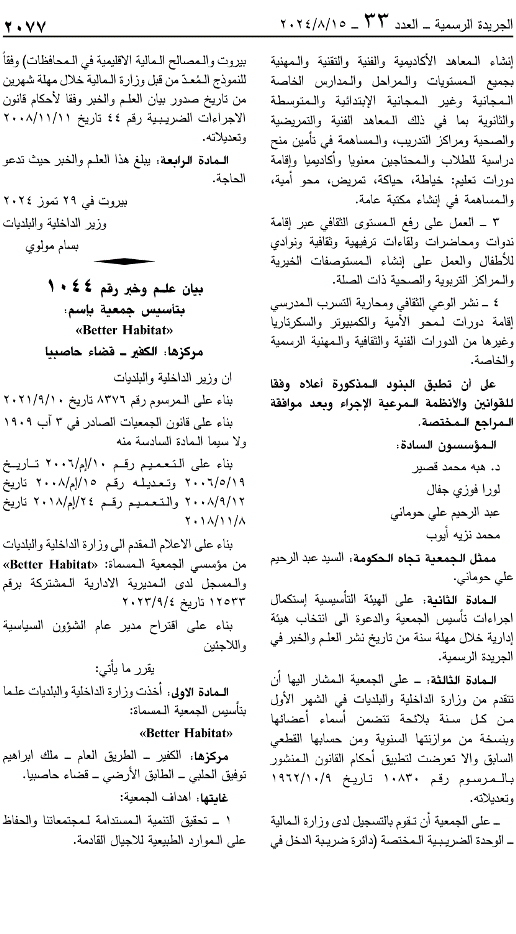 الجريدة الرسمية ــ العدد ٣٣ ــ ٢٠٢٤/٨/١٥
٢٠٧٧
إنشاء المعاهد الأكاديمية والفنية والتقنية والمهنية
بجميع المستويات والمراحل والمدارس الخاصة
المجانية وغير المجانية الإبتدائية والمتوسطة
والثانوية بما في ذلك المعاهد الفنية والتمريضية
والصحية ومراكز التدريب، والمساهمة في تأمين منح
دراسية للطلاب والمحتاجين معنويا وأكاديميا وإقامة
دورات تعليم: خياطة، حياكة، تمريض، محو أمية،
والمساهمة في إنشاء مكتبة عامة.
٣ ــ العمل على رفع المستوى الثقافي عبر إقامة
ندوات ومحاضرات ولقاءات ترفيهية وثقافية ونوادي
للأطفال والعمل على إنشاء المستوصفات الخيرية
والمراكز التربوية والصحية ذات الصلة.
٤ ــ نشر الوعي الثقافي ومحاربة التسرب المدرسي
إقامة دورات لمحو الأمية والكمبيوتر والسكرتاريا
وغيرها من الدورات الفنية والثقافية والمهنية الرسمية
والخاصة.
على أن تطبق البنود المذكورة أعلاه وفقا
للقوانين والأنظمة المرعية الإجراء وبعد موافقة
المراجع المختصة.
المؤسسون السادة:
د. هبه محمد قصير
لورا فوزي جفال
عبد الرحيم علي حوماني
محمد نزيه أيوب
ممثل الجمعية تجاه الحكومة: السيد عبد الرحيم
علي حوماني.
المادة الثانية: على الهيئة التأسيسية إستكمال
اجراءات تأسيس الجمعية والدعوة الى انتخاب هيئة
إدارية خلال مهلة سنة من تاريخ نشر العلم والخبر في
الجريدة الرسمية.
المادة الثالثة: ــ على الجمعية المشار اليها أن
تتقدم من وزارة الداخلية والبلديات في الشهر الأول
من كل سنة بلائحة تتضمن أسماء أعضائها
وبنسخة من موازنتها السنوية ومن حسابها القطعي
السابق والا تعرضت لتطبيق أحكام القانون المنشور
بالمرسوم رقم ١٠٨٣٠ تاريخ ١٩٦٢/١٠/٩
وتعديلاته.
ــ على الجمعية أن تقوم بالتسجيل لدى وزارة المالية
ــ الوحدة الضريبية المختصة (دائرة ضريبة الدخل في
بيروت والمصالح المالية الاقليمية في المحافظات) وفقاً
للنموذج المُعدّ من قبل وزارة المالية خلال مهلة شهرين
من تاريخ صدور بيان العلم والخبر وفقا لأحكام قانون
الاجراءات الضريبية رقم ٤٤ تاريخ ٢٠٠٨/١١/١١
وتعديلاته.
المادة الرابعة: يبلغ هذا العلم والخبر حيث تدعو
الحاجة.
بيروت في ٢٩ تموز ٢٠٢٤
وزير الداخلية والبلديات
بسام مولوي
بيان علم وخبر رقم ١٠٤٤
بتأسيس جمعية بإسم:
«Better Habitat»
مركزها: الكفير ــ قضاء حاصبيا
ان وزير الداخلية والبلديات
بناء على المرسوم رقم ٨٣٧٦ تاريخ ٢٠٢١/٩/١٠
بناء على قانون الجمعيات الصادر في ٣ آب ١٩٠٩
ولا سيما المادة السادسة منه
بناء على التعميم رقم ١٠/إم/٢٠٠٦ تاريخ
٢٠٠٦/٥/١٩ وتعديله رقم ١٥/إم/٢٠٠٨ تاريخ
٢٠٠٨/٩/١٢ والتعميم رقم ٢٤/إم/٢٠١٨ تاريخ
٢٠١٨/١١/٨
بناء على الاعلام المقدم الى وزارة الداخلية والبلديات
من مؤسسي الجمعية المسماة: «Better Habitat»
والمسجل لدى المديرية الادارية المشتركة برقم
١٢٥٣٣ تاريخ ٢٠٢٣/٩/٤
بناء على اقتراح مدير عام الشؤون السياسية
واللاجئين
يقرر ما يأتي:
المادة الاولى: أخذت وزارة الداخلية والبلديات علما
بتأسيس الجمعية المسماة:
«Better Habitat»
مركزها: الكفير ــ الطريق العام ــ ملك ابراهيم
توفيق الحلبي ــ الطابق الأرضي ــ قضاء حاصبيا.
غايتها: أهداف الجمعية:
١ ــ تحقيق التنمية المستدامة لمجتمعاتنا والحفاظ
على الموارد الطبيعية للاجيال القادمة.